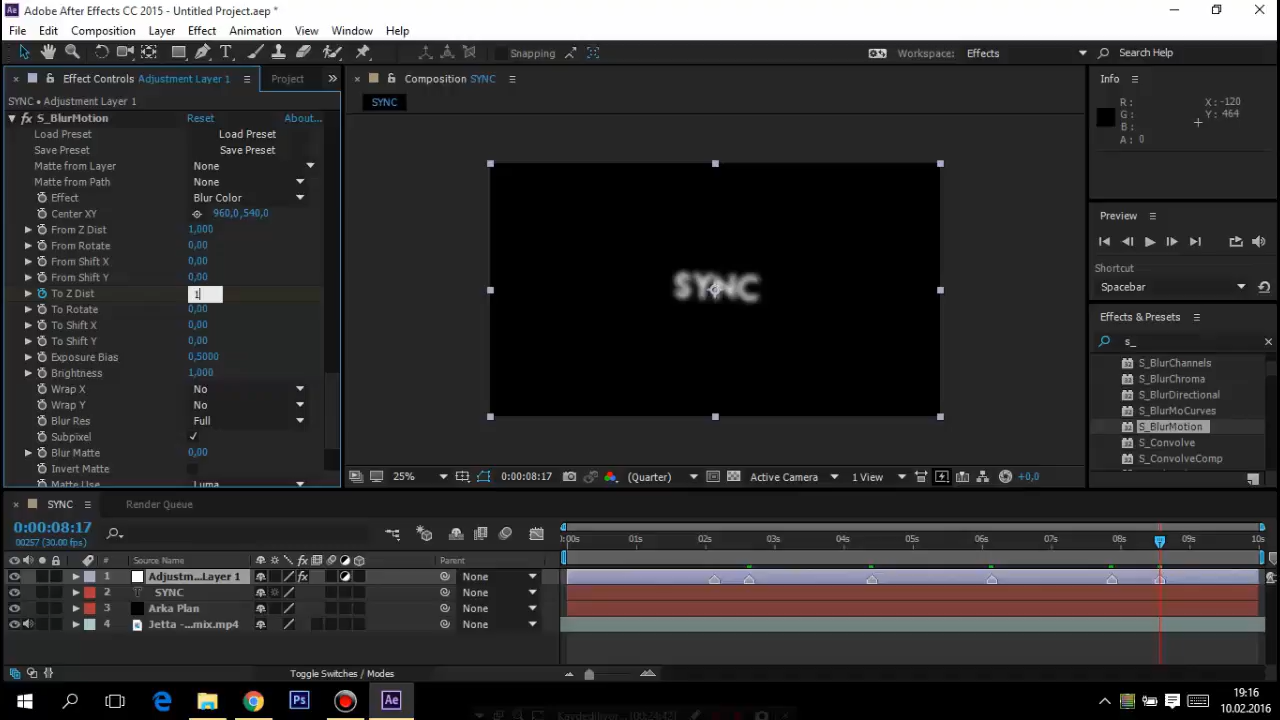 Adobe After Effects CC 2015 - Untitled Project.aep *
File Edit Composition Layer Effect Animation View Window Help
Snapping
Workspace: Effects
Search Help
Effect Controls Adjustment Layer 1
Project
SYNC • Adjustment Layer 1
S_BlurMotion Reset About...
Load Preset Load Preset
Save Preset Save Preset
Matte from Layer None
Matte from Path None
Effect Blur Color
Center XY 960,0,540,0
From Z Dist 1,000
From Rotate 0,00
From Shift X 0,00
From Shift Y 0,00
To Z Dist 1
To Rotate 0,00
To Shift X 0,00
To Shift Y 0,00
Exposure Bias 0,5000
Brightness 1,000
Wrap X No
Wrap Y No
Blur Res Full
Subpixel
Blur Matte 0,00
Invert Matte
Matte Use Luma
Composition SYNC
SYNC
SYNC
25% 0:00:08:17 (Quarter) Active Camera 1 View +0,0
Info
R : X : -120
G : Y : 464
B :
A : 0
Preview
Shortcut
Spacebar
Effects & Presets
s_
S_BlurChannels
S_BlurChroma
S_BlurDirectional
S_BlurMoCurves
S_BlurMotion
S_Convolve
S_ConvolveComp
SYNC Render Queue
0:00:08:17
00257 (30.00 fps)
:00s 01s 02s 03s 04s 05s 06s 07s 08s 09s 10s
# Source Name Parent
1 Adjustm...Layer 1 None
2 T SYNC None
3 Arka Plan None
4 Jetta -...mix.mp4 None
Toggle Switches / Modes
19:16
10.02.2016